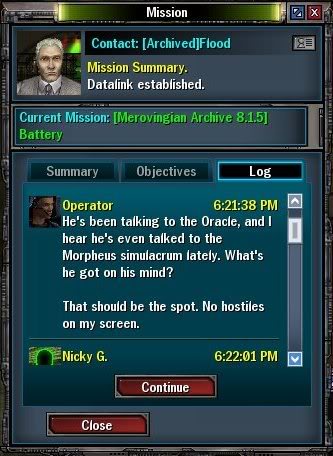 Mission
Contact: [Archived]Flood
Mission Summary.
Datalink established.
Current Mission: [Merovingian Archive 8.1.5]
Battery
Summary Objectives Log
Operator 6:21:38 PM
He's been talking to the Oracle, and I
hear he's even talked to the
Morpheus simulacrum lately. What's
he got on his mind?
That should be the spot. No hostiles
on my screen.
Nicky G. 6:22:01 PM
Continue
Close